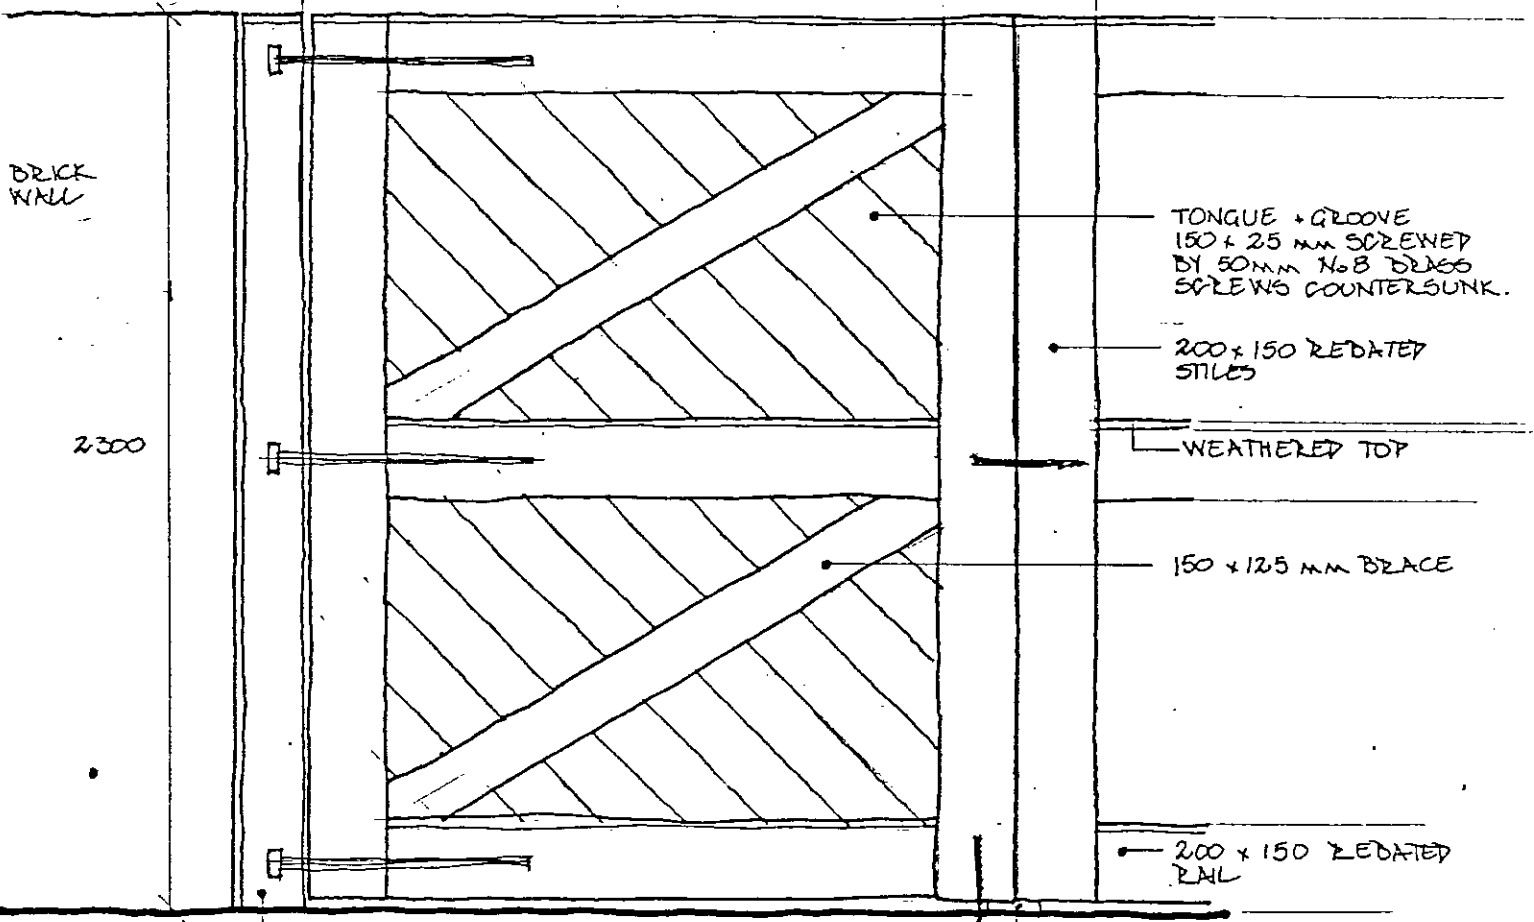 BRICK
WALL
TONGUE + GROOVE
150 x 25 mm SCREWED
BY 50mm No8 BRASS
SCREWS COUNTERSUNK.
200 x 150 REBATED
STILES
2300
WEATHERED TOP
150 x 125 mm BRACE
200 x 150 REBATED
RAIL